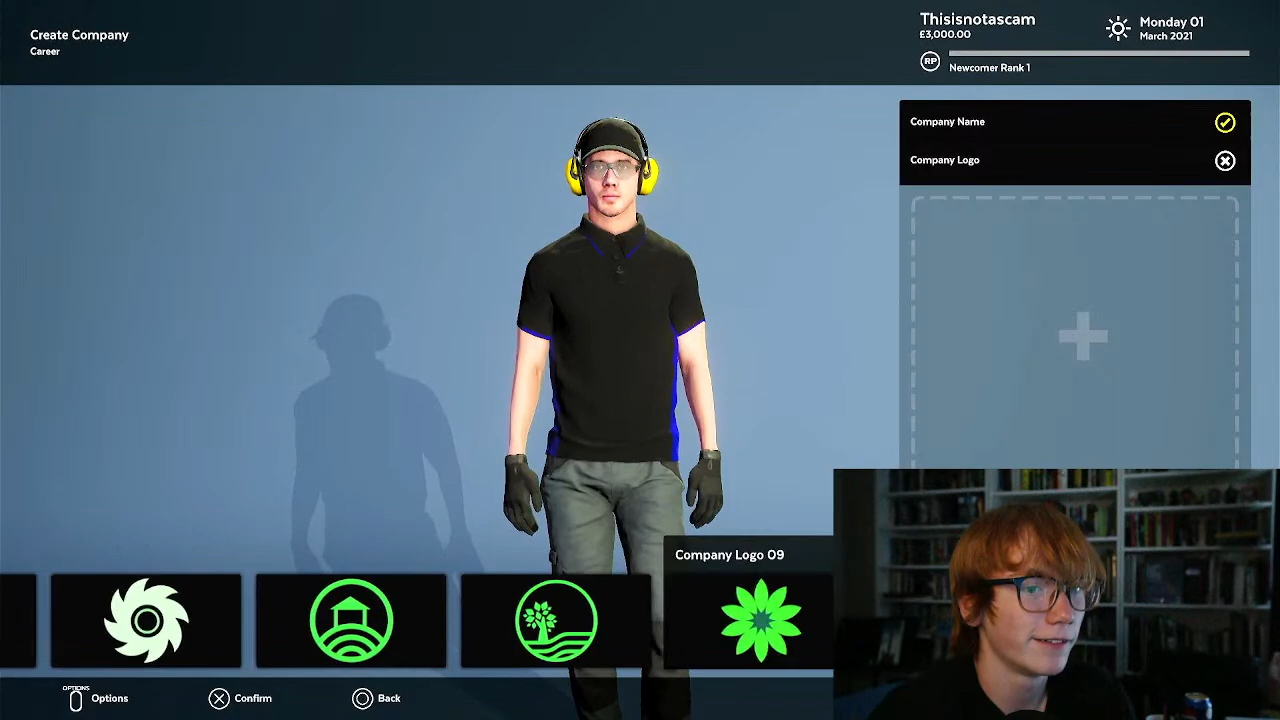 Create Company
Career
Thisisnotascam
£3,000.00
Monday 01
March 2021
RP
Newcomer Rank 1
Company Name
Company Logo
Company Logo 09
OPTIONS
Options
Confirm
Back